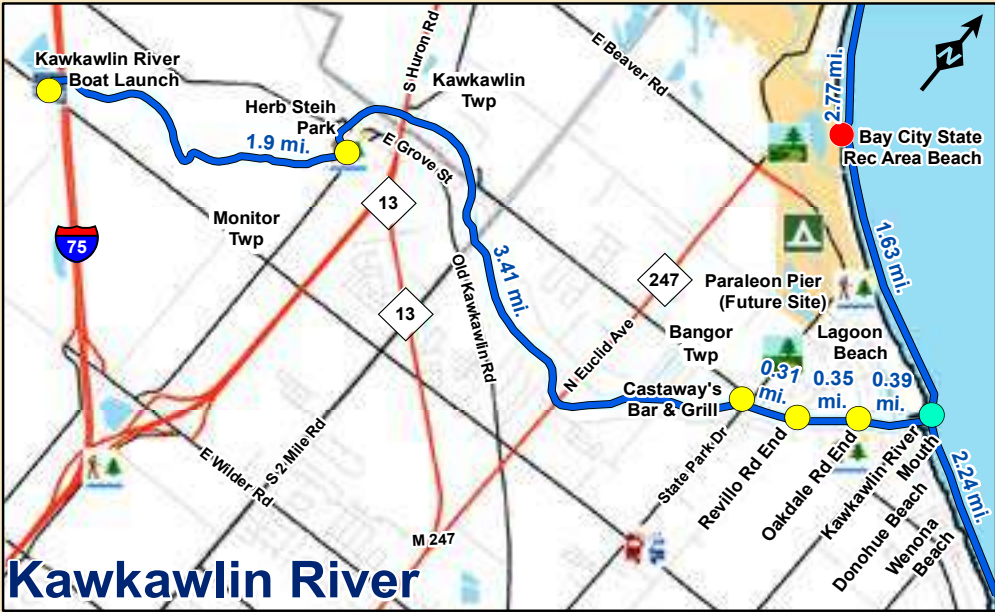 Kawkawlin River
Boat Launch
Herb Steih
Park
1.9 mi.
S Huron Rd
Kawkawlin
Twp
E Beaver Rd
N
2.77 mi.
Bay City State
Rec Area Beach
E Grove St
13
Monitor
Twp
75
Old Kawkawlin Rd
3.41 mi.
13
247
1.63 mi.
Paraleon Pier
(Future Site)
Bangor
Twp
Lagoon
Beach
N Euclid Ave
Castaway's
Bar & Grill
0.31
mi.
0.35
mi.
0.39
mi.
S 2 Mile Rd
E Wilder Rd
State Park Dr
Revillo Rd End
Oakdale Rd End
Kawkawlin River
Mouth
Donohue Beach
Wenona
Beach
2.24 mi.
M 247
Kawkawlin River